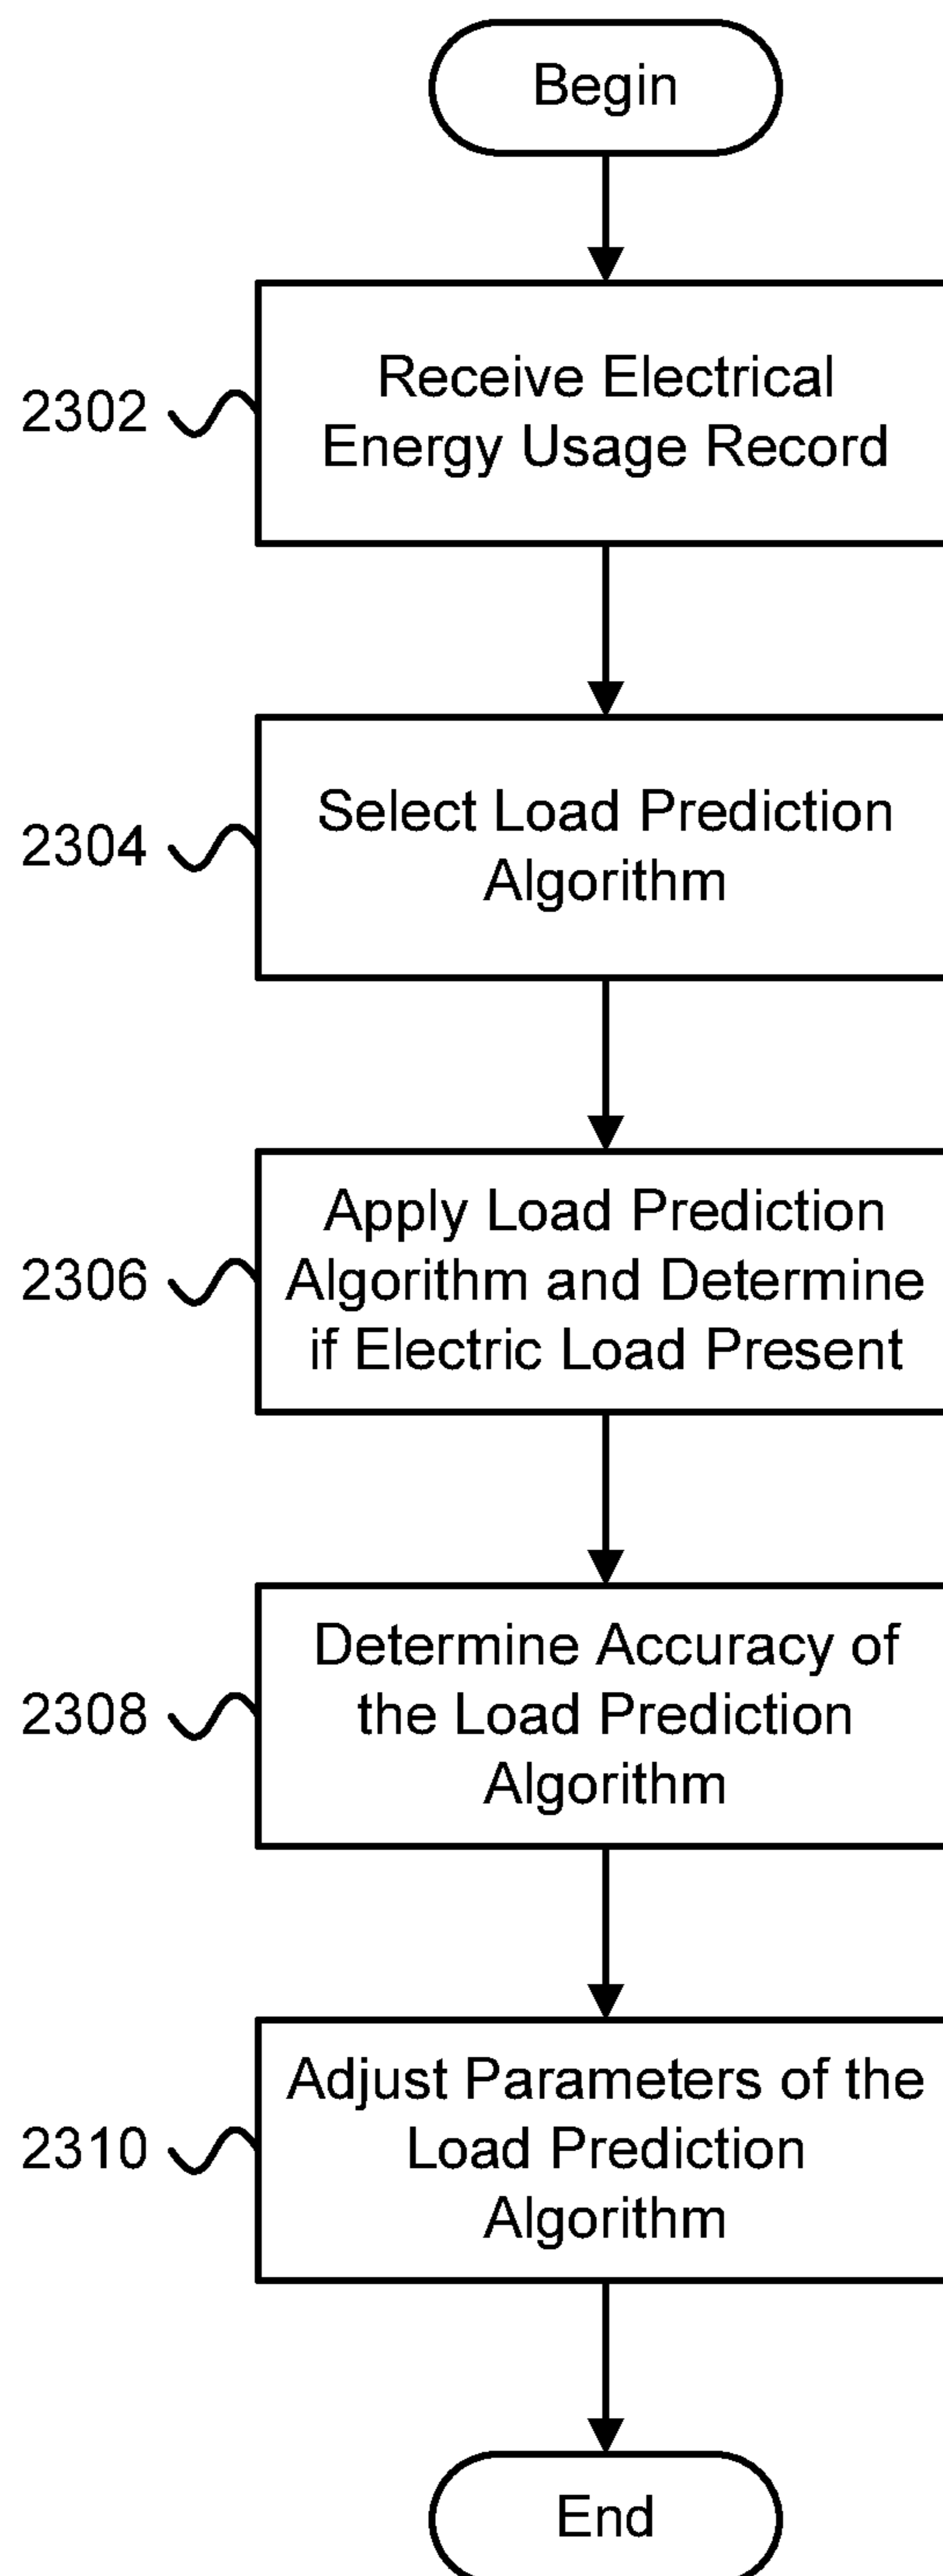 Begin
2302
Receive Electrical
Energy Usage Record
2304
Select Load Prediction
Algorithm
2306
Apply Load Prediction
Algorithm and Determine
if Electric Load Present
2308
Determine Accuracy of
the Load Prediction
Algorithm
2310
Adjust Parameters of the
Load Prediction
Algorithm
End